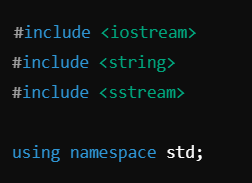 #include <iostream>
#include <string>
#include <sstream>
using namespace std;